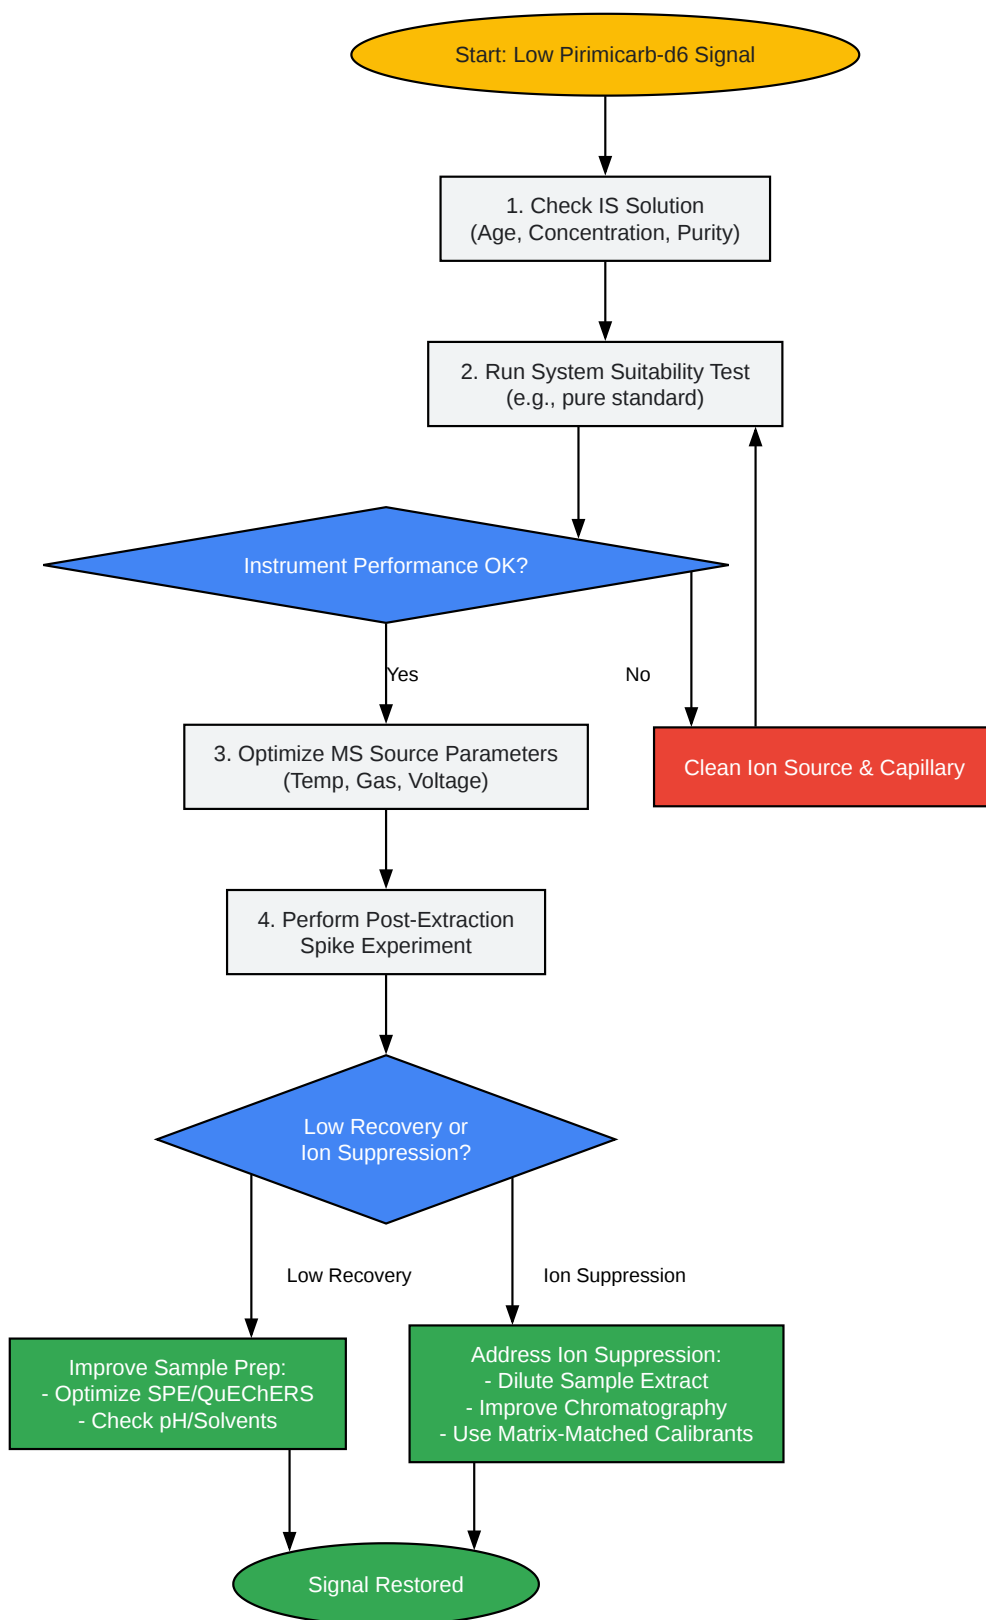 Start: Low Pirimicarb-d6 Signal
1. Check IS Solution
(Age, Concentration, Purity)
2. Run System Suitability Test
(e.g., pure standard)
Instrument Performance OK?
Yes
No
3. Optimize MS Source Parameters
(Temp, Gas, Voltage)
Clean Ion Source & Capillary
4. Perform Post-Extraction
Spike Experiment
Low Recovery or
Ion Suppression?
Low Recovery
Ion Suppression
Improve Sample Prep:
- Optimize SPE/QuEChERS
- Check pH/Solvents
Address Ion Suppression:
- Dilute Sample Extract
- Improve Chromatography
- Use Matrix-Matched Calibrants
Signal Restored